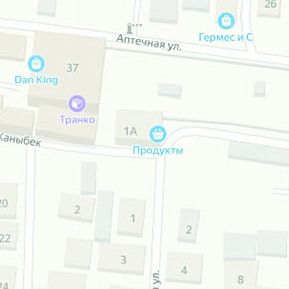 26
Гермес и С
Аптечная ул.
Dan King
37
Транко
Каныбек
1А
Продукты
20
2
1
22
2
3
4
8
ул.